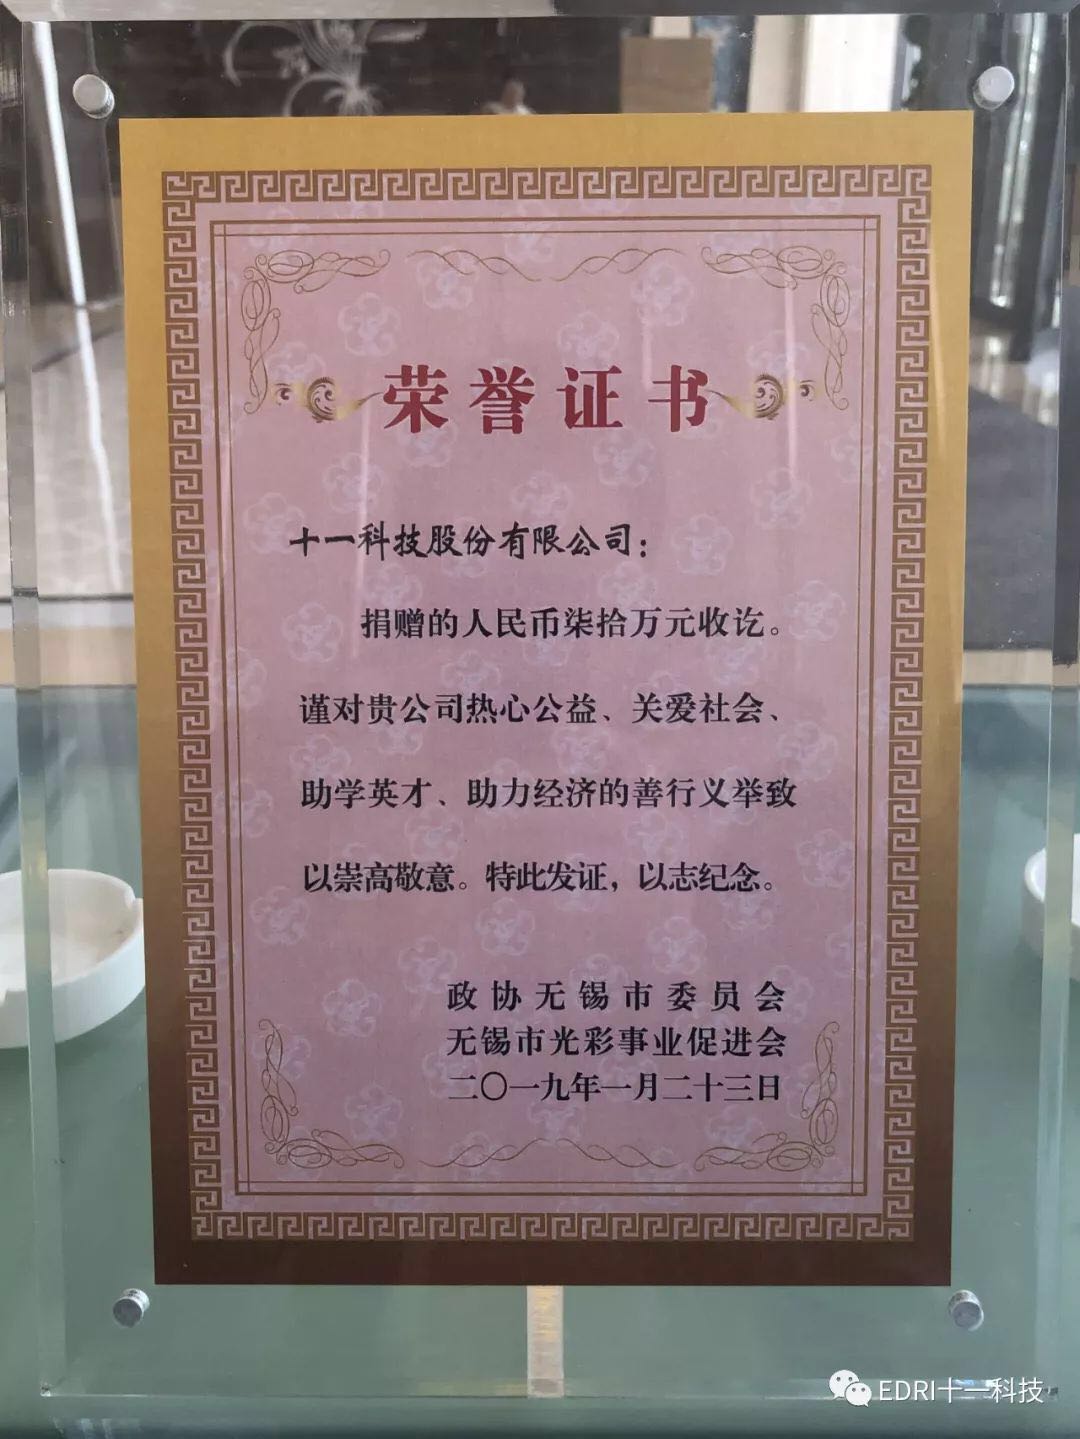 荣誉证书
十一科技股份有限公司：
捐赠的人民币柒拾万元收讫。
谨对贵公司热心公益、关爱社会、
助学英才、助力经济的善行义举致
以崇高敬意。特此发证，以志纪念。
政协无锡市委员会
无锡市光彩事业促进会
二〇一九年一月二十三日
EDRI十一科技